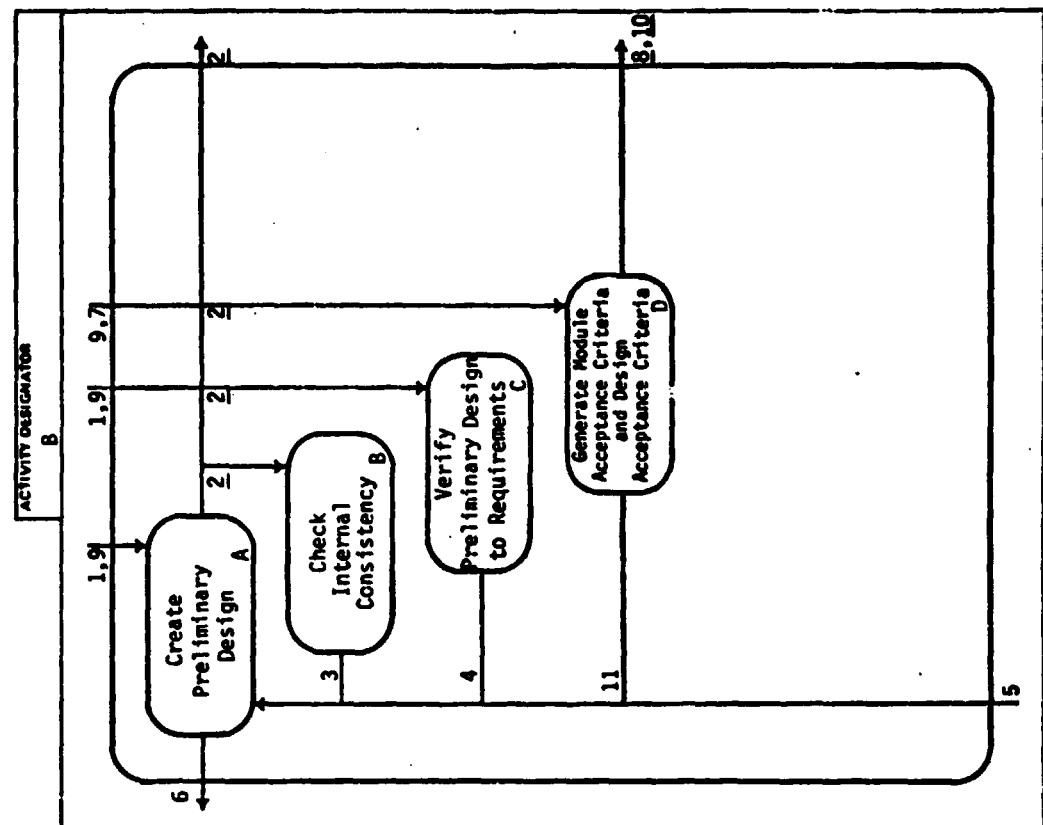 ACTIVITY DESIGNATOR
B
1,9
1,9
9,7
6
Create
Preliminary
Design
A
2
2
2
2
Check
Internal
Consistency
B
3
Verify
Preliminary Design
to Requirements
C
4
Generate Module
Acceptance Criteria
and Design
Acceptance Criteria
D
11
8,10
5